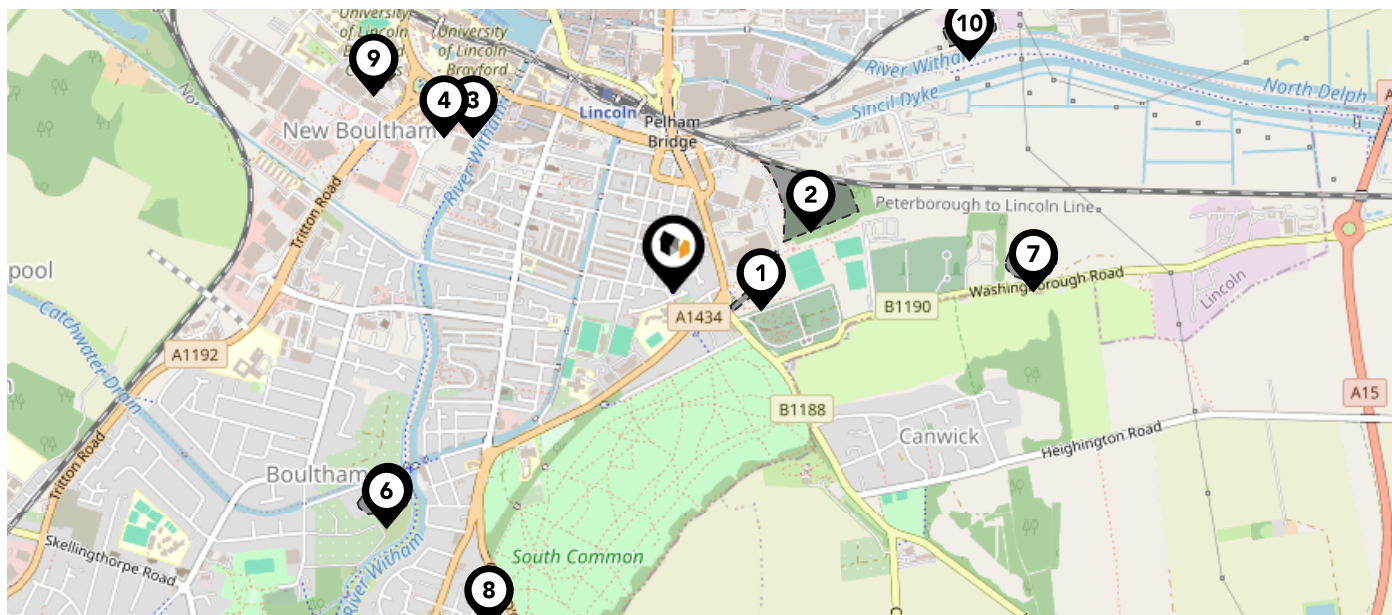 University
of Lincoln
University
of Lincoln
Brayford
10
9
4
3
River Witham
Sincil Dyke
North Delph
Lincoln
Pelham
Bridge
New Boultham
River Witham
Tritton Road
2
Peterborough to Lincoln Line
7
1
Washingborough Road
Lincoln
B1190
A1434
pool
Catchwater Drain
A1192
A15
B1188
Canwick
Heighington Road
Tritton Road
Boultham
6
Skellingthorpe Road
River Witham
South Common
8